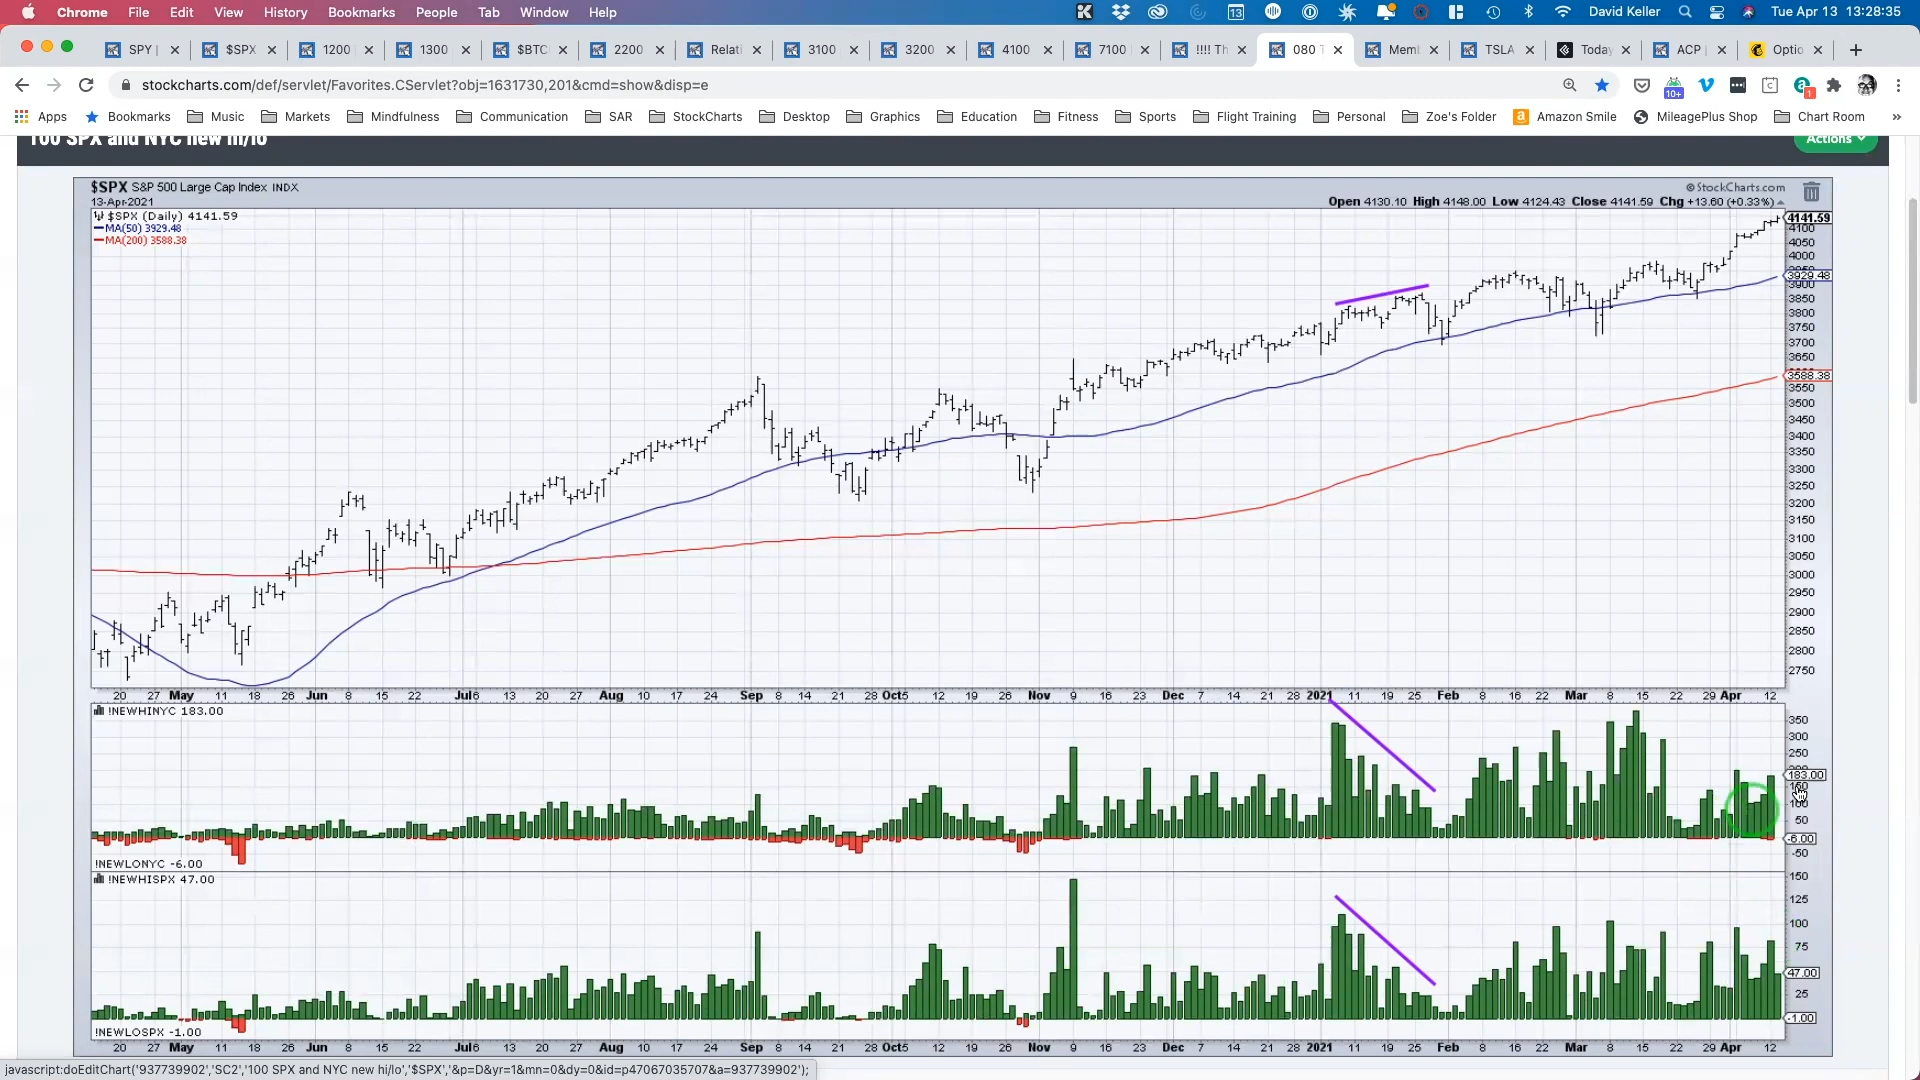 Chrome File Edit View History Bookmarks People Tab Window Help David Keller Tue Apr 13 13:28:35
SPY | $SPX 1200 1300 $BTC 2200 Relati 3100 3200 4100 7100 !!!! Th 080 T Memb TSLA Today ACP Optio
stockcharts.com/def/servlet/Favorites.CServlet?obj=1631730,201&cmd=show&disp=e
Apps Bookmarks Music Markets Mindfulness Communication SAR StockCharts Desktop Graphics Education Fitness Sports Flight Training Personal Zoe's Folder Amazon Smile MileagePlus Shop Chart Room »
100 SPX and NYC new hi/lo Actions
$SPX S&P 500 Large Cap Index INDX ©StockCharts.com
13-Apr-2021 Open 4130.10 High 4148.00 Low 4124.43 Close 4141.59 Chg +13.60 (+0.33%)
$SPX (Daily) 4141.59
MA(50) 3929.48
MA(200) 3588.38
4141.59
4100
4050
4000
3929.48
3900
3850
3800
3750
3700
3650
3600
3588.38
3550
3500
3450
3400
3350
3300
3250
3200
3150
3100
3050
3000
2950
2900
2850
2800
2750
20 27 May 11 18 26 Jun 8 15 22 Jul 6 13 20 27 Aug 10 17 24 Sep 8 14 21 28 Oct 5 12 19 26 Nov 9 16 23 Dec 7 14 21 28 2021 11 19 25 Feb 8 16 22 Mar 8 15 22 29 Apr 12
!NEWHINYC 183.00
350
300
250
183.00
150
100
50
-6.00
-50
!NEWLONYC -6.00
!NEWHISPX 47.00
150
125
100
75
47.00
25
-1.00
!NEWLOSPX -1.00
20 27 May 11 18 26 Jun 8 15 22 Jul 6 13 20 27 Aug 10 17 24 Sep 8 14 21 28 Oct 5 12 19 26 Nov 9 16 23 Dec 7 14 21 28 2021 11 19 25 Feb 8 16 22 Mar 8 15 22 29 Apr 12
javascript:doEditChart('937739902','SC2','100 SPX and NYC new hi/lo','$SPX','&p=D&yr=1&mn=0&dy=0&id=p47067035707&a=937739902');